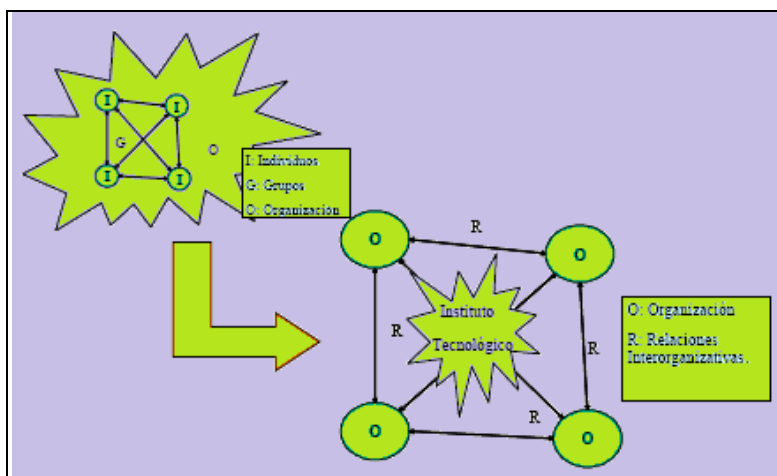 I
I
G
O
I
I
I: Individuos
G: Grupos
O: Organización
O
R
O
Instituto
Tecnológico
R
R
O: Organización
R: Relaciones
Interorganizativas.
R
O
O